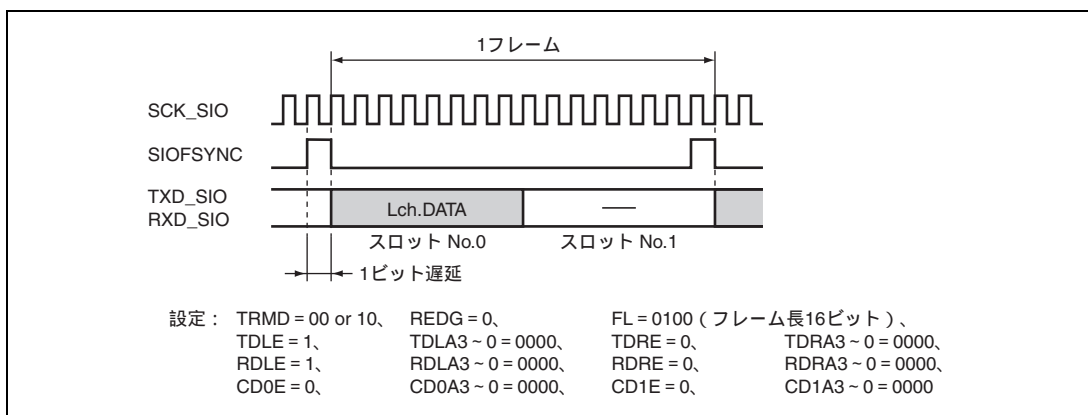 1フレーム
SCK_SIO
SIOFSYNC
TXD_SIO
RXD_SIO
Lch.DATA
スロット No.0
スロット No.1
1ビット遅延
設定： TRMD = 00 or 10、 REDG = 0、 FL = 0100（フレーム長16ビット）、
TDLE = 1、 TDLA3 ~ 0 = 0000、 TDRE = 0、 TDRA3 ~ 0 = 0000、
RDLE = 1、 RDLA3 ~ 0 = 0000、 RDRE = 0、 RDRA3 ~ 0 = 0000、
CD0E = 0、 CD0A3 ~ 0 = 0000、 CD1E = 0、 CD1A3 ~ 0 = 0000